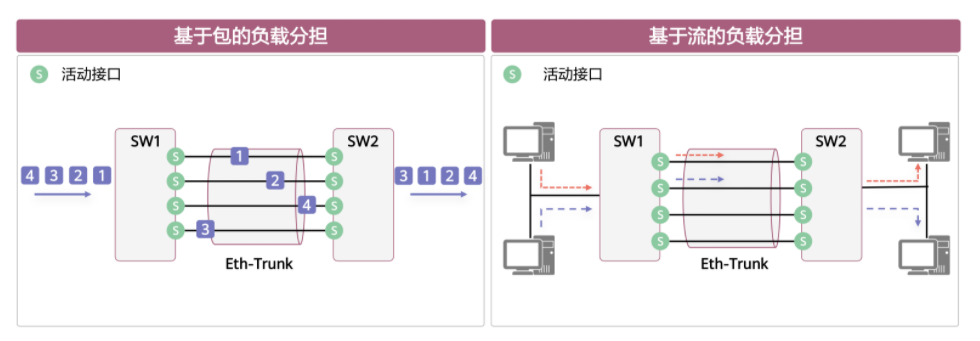 基于包的负载分担
S 活动接口
SW1
SW2
4 3 2 1
S 1 S
S 2 S
S 4 S
S 3 S
3 1 2 4
Eth-Trunk
基于流的负载分担
S 活动接口
SW1
SW2
S S
S S
S S
S S
Eth-Trunk